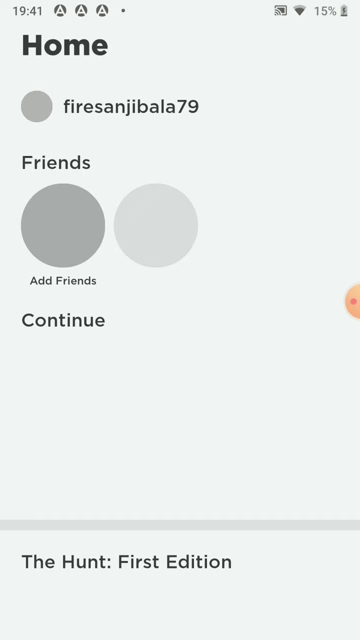 19:41
15%
Home
firesanjibala79
Friends
Add Friends
Continue
The Hunt: First Edition